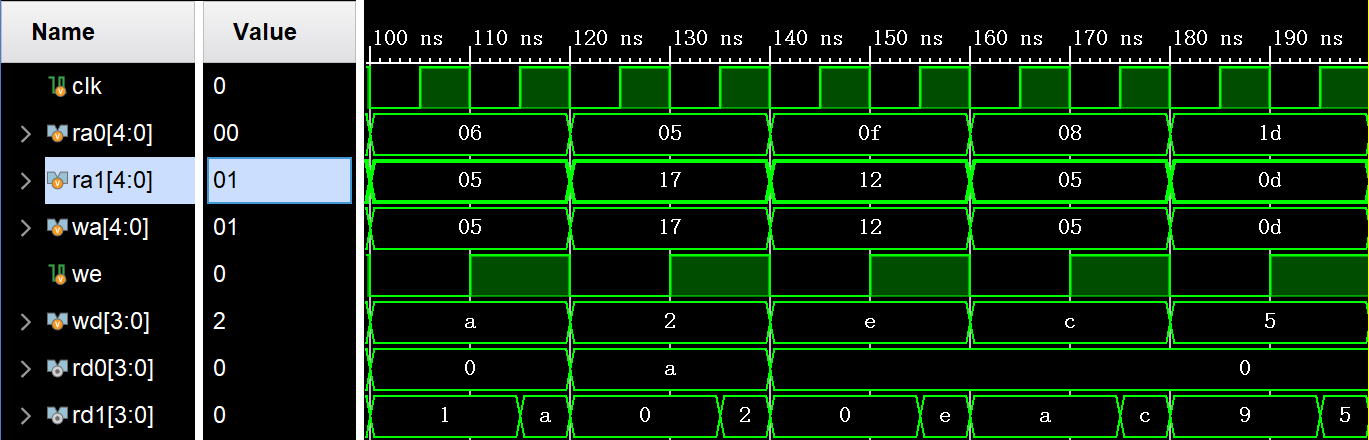 Name Value 100 ns 110 ns 120 ns 130 ns 140 ns 150 ns 160 ns 170 ns 180 ns 190 ns
clk 0
ra0[4:0] 00 06 05 0f 08 1d
ra1[4:0] 01 05 17 12 05 0d
wa[4:0] 01 05 17 12 05 0d
we 0
wd[3:0] 2 a 2 e c 5
rd0[3:0] 0 0 a 0
rd1[3:0] 0 1 a 0 2 0 e a c 9 5